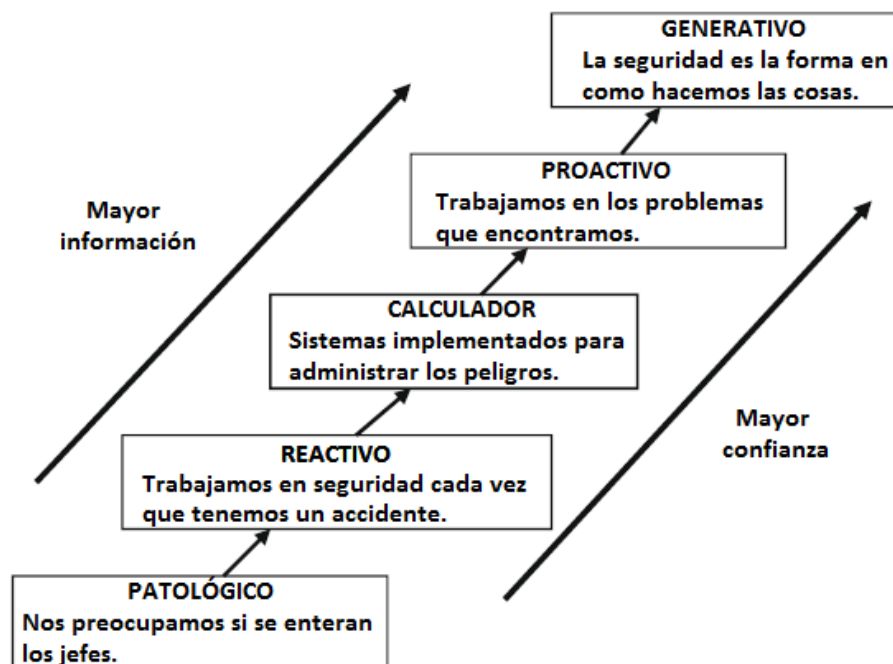 GENERATIVO
La seguridad es la forma en
como hacemos las cosas.
PROACTIVO
Trabajamos en los problemas
que encontramos.
Mayor
información
CALCULADOR
Sistemas implementados para
administrar los peligros.
Mayor
confianza
REACTIVO
Trabajamos en seguridad cada vez
que tenemos un accidente.
PATOLÓGICO
Nos preocupamos si se enteran
los jefes.